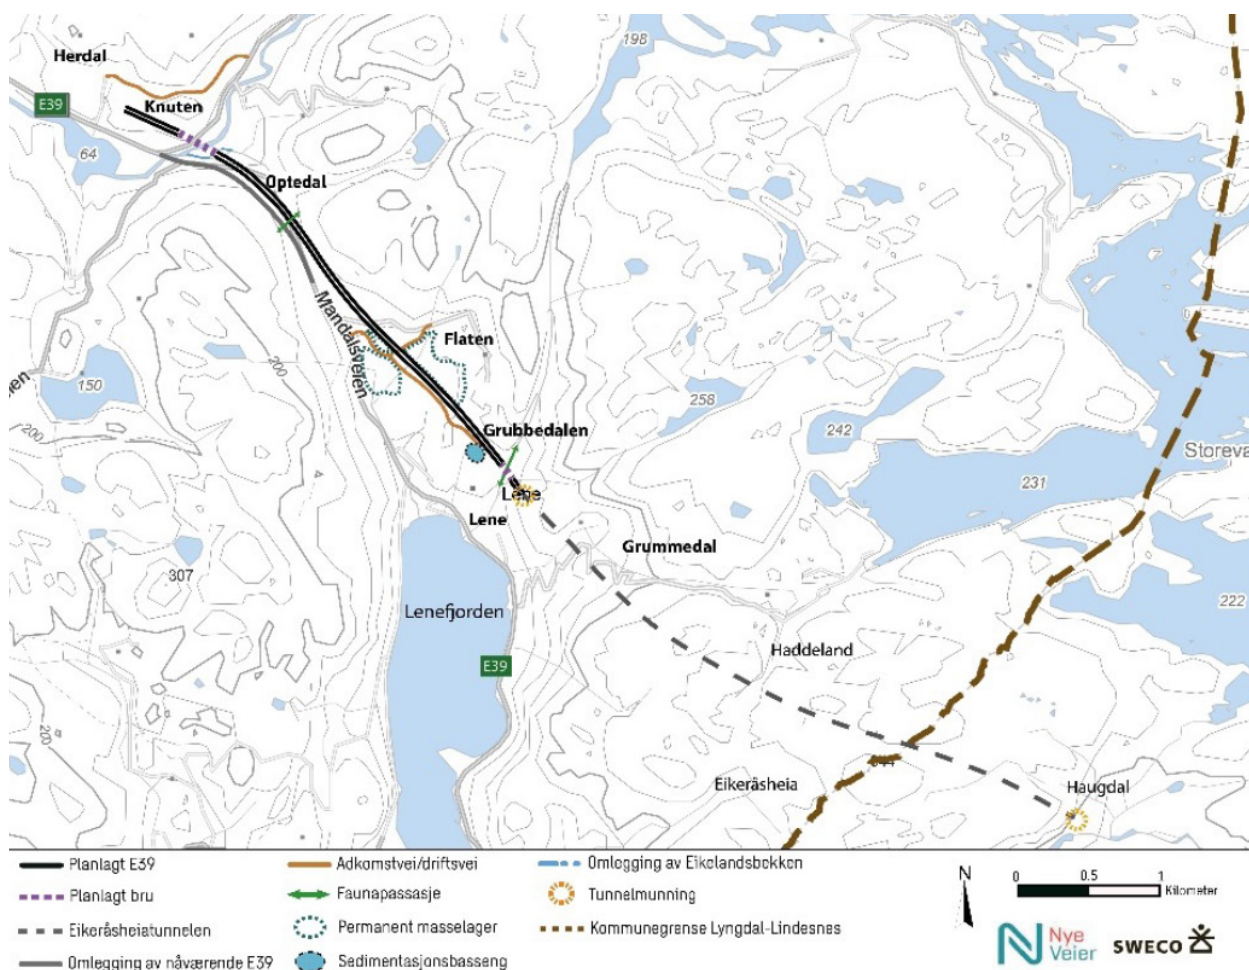 198
Herdal
E39
Knuten
64
Optedal
Mandalsveien
Flaten
200
150
200
258
242
Grubbedalen
Storeva
231
Lene
Lene
Grummedal
307
222
Lenefjorden
Haddeland
E39
200
Eikeråsheia
Haugdal
Planlagt E39
Adkomstvei/driftsvei
Omlegging av Eikelandsbekken
N
0 1
0.5
Kilometer
Planlagt bru
Faunapassasje
Tunnelmunning
Eikeråsheiatunnelen
Permanent masselager
Kommunegrense Lyngdal-Lindesnes
Nye
Veier
SWECO
Omlegging av nåværende E39
Sedimentasjonsbasseng